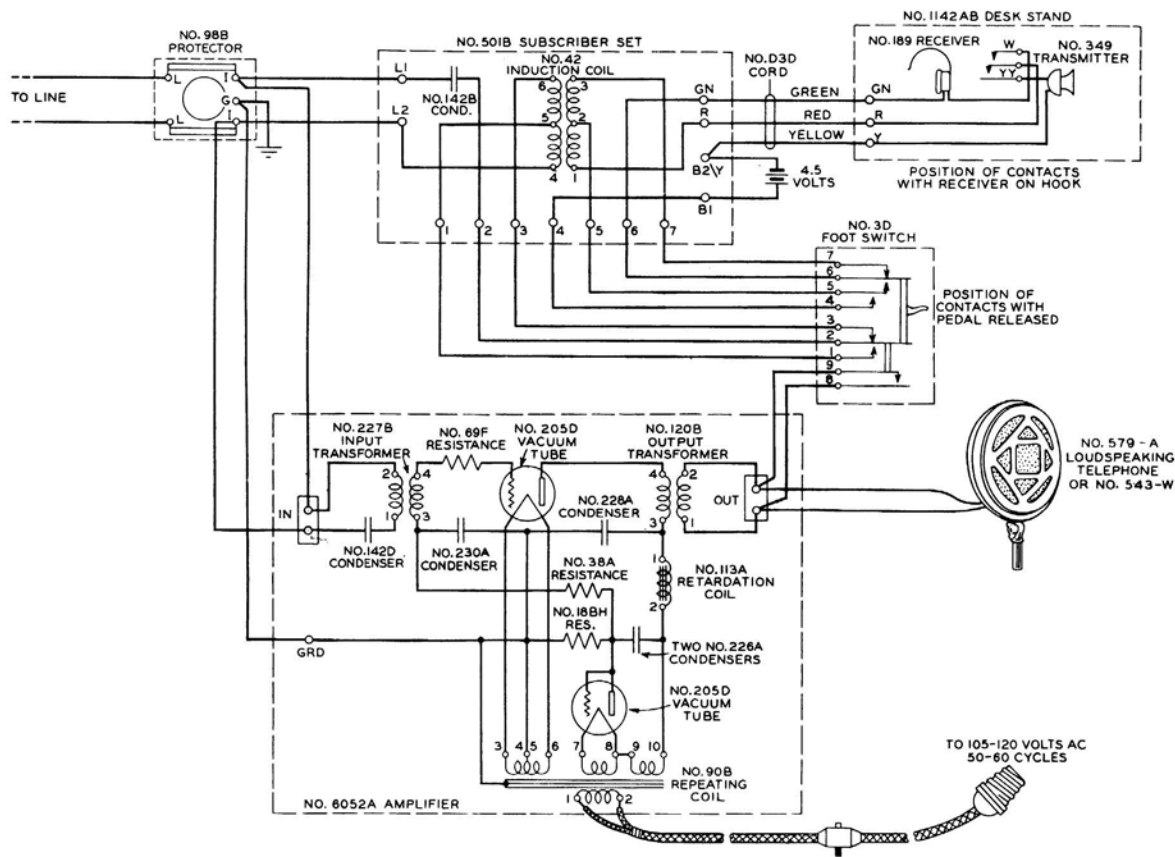 NO. 98B
PROTECTOR
L
I
G
L
I
TO LINE
NO. 501B SUBSCRIBER SET
L1
NO.142B
COND.
L2
NO. 42
INDUCTION COIL
6
3
5
2
4
1
GN
R
B2\Y
B1
1
2
3
4
5
6
7
NO.D3D
CORD
GREEN
RED
YELLOW
4.5
VOLTS
NO. 1142AB DESK STAND
NO.189 RECEIVER
W
YY
NO. 349
TRANSMITTER
GN
R
Y
POSITION OF CONTACTS
WITH RECEIVER ON HOOK
NO. 3D
FOOT SWITCH
7
6
5
4
3
2
1
9
8
POSITION OF
CONTACTS WITH
PEDAL RELEASED
NO. 227B
INPUT
TRANSFORMER
NO. 69F
RESISTANCE
NO. 205D
VACUUM
TUBE
NO.120B
OUTPUT
TRANSFORMER
2
4
1
3
4
2
3
1
IN
OUT
NO.142D
CONDENSER
NO.230A
CONDENSER
NO.228A
CONDENSER
NO. 38A
RESISTANCE
NO.18BH
RES.
1
2
NO. 113A
RETARDATION
COIL
GRD
TWO NO.226A
CONDENSERS
NO.205D
VACUUM
TUBE
3
4
5
6
7
8
9
10
NO.90B
REPEATING
COIL
1
2
NO. 6052A AMPLIFIER
NO. 579-A
LOUDSPEAKING
TELEPHONE
OR NO. 543-W
TO 105-120 VOLTS AC
50-60 CYCLES